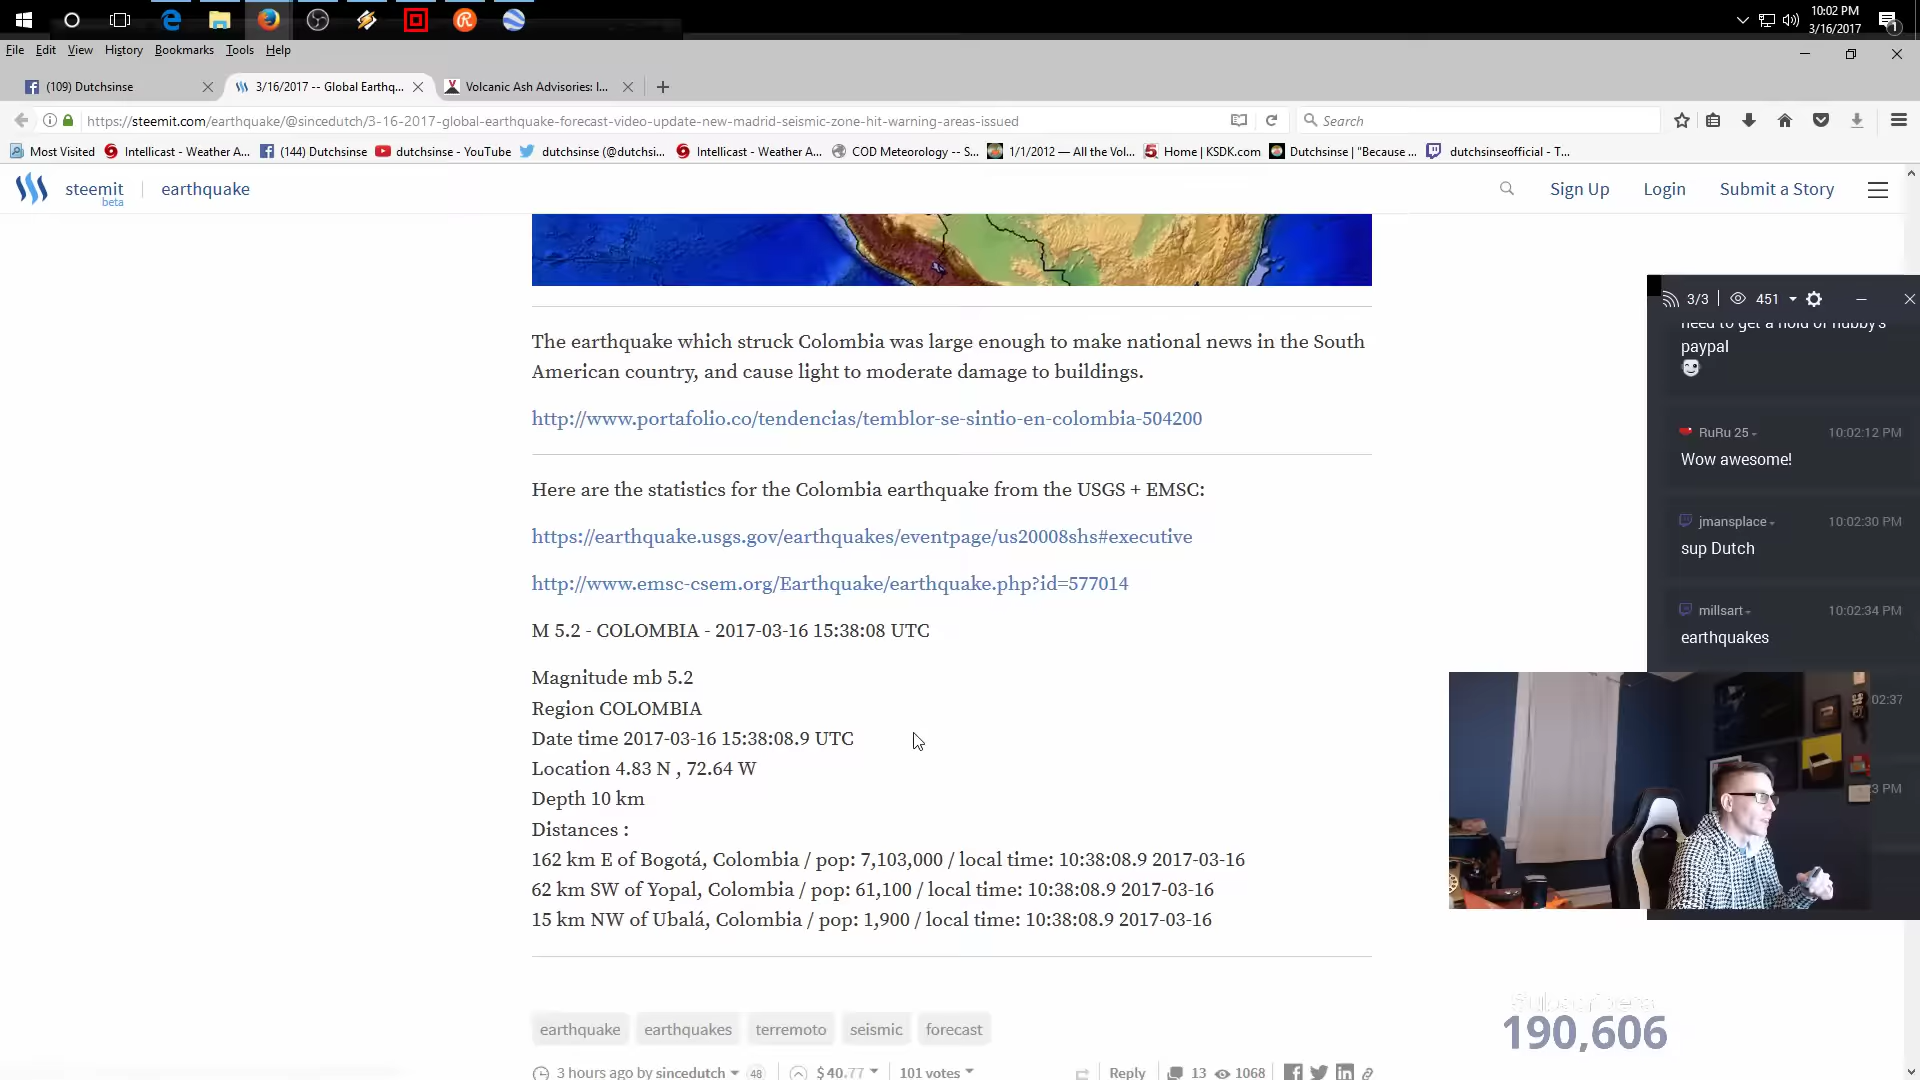 10:02 PM
3/16/2017
1
File Edit View History Bookmarks Tools Help
(109) Dutchsinse
3/16/2017 -- Global Earthq...
Volcanic Ash Advisories: I...
https://steemit.com/earthquake/@sincedutch/3-16-2017-global-earthquake-forecast-video-update-new-madrid-seismic-zone-hit-warning-areas-issued
Search
Most Visited Intellicast - Weather A... (144) Dutchsinse dutchsinse - YouTube dutchsinse (@dutchsi... Intellicast - Weather A... COD Meteorology -- S... 1/1/2012 — All the Vol... Home | KSDK.com Dutchsinse | "Because ... dutchsinseofficial - T...
steemit
beta
earthquake
Sign Up Login Submit a Story
The earthquake which struck Colombia was large enough to make national news in the South
American country, and cause light to moderate damage to buildings.
http://www.portafolio.co/tendencias/temblor-se-sintio-en-colombia-504200
Here are the statistics for the Colombia earthquake from the USGS + EMSC:
https://earthquake.usgs.gov/earthquakes/eventpage/us20008shs#executive
http://www.emsc-csem.org/Earthquake/earthquake.php?id=577014
M 5.2 - COLOMBIA - 2017-03-16 15:38:08 UTC
Magnitude mb 5.2
Region COLOMBIA
Date time 2017-03-16 15:38:08.9 UTC
Location 4.83 N , 72.64 W
Depth 10 km
Distances :
162 km E of Bogotá, Colombia / pop: 7,103,000 / local time: 10:38:08.9 2017-03-16
62 km SW of Yopal, Colombia / pop: 61,100 / local time: 10:38:08.9 2017-03-16
15 km NW of Ubalá, Colombia / pop: 1,900 / local time: 10:38:08.9 2017-03-16
earthquake earthquakes terremoto seismic forecast
3 hours ago by sincedutch 48 $ 40.77 101 votes Reply 13 1068
3/3 451
need to get a hold of hubby's
paypal
RuRu 25 10:02:12 PM
Wow awesome!
jmansplace 10:02:30 PM
sup Dutch
millsart 10:02:34 PM
earthquakes
02:37
3 PM
Subscribers
190,606